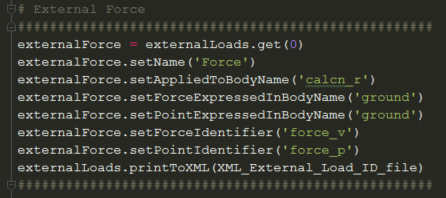 # External Force
##################################################
externalForce = externalLoads.get(0)
externalForce.setName('Force')
externalForce.setAppliedToBodyName('calcn_r')
externalForce.setForceExpressedInBodyName('ground')
externalForce.setPointExpressedInBodyName('ground')
externalForce.setForceIdentifier('force_v')
externalForce.setPointIdentifier('force_p')
externalLoads.printToXML(XML_External_Load_ID_file)
##################################################